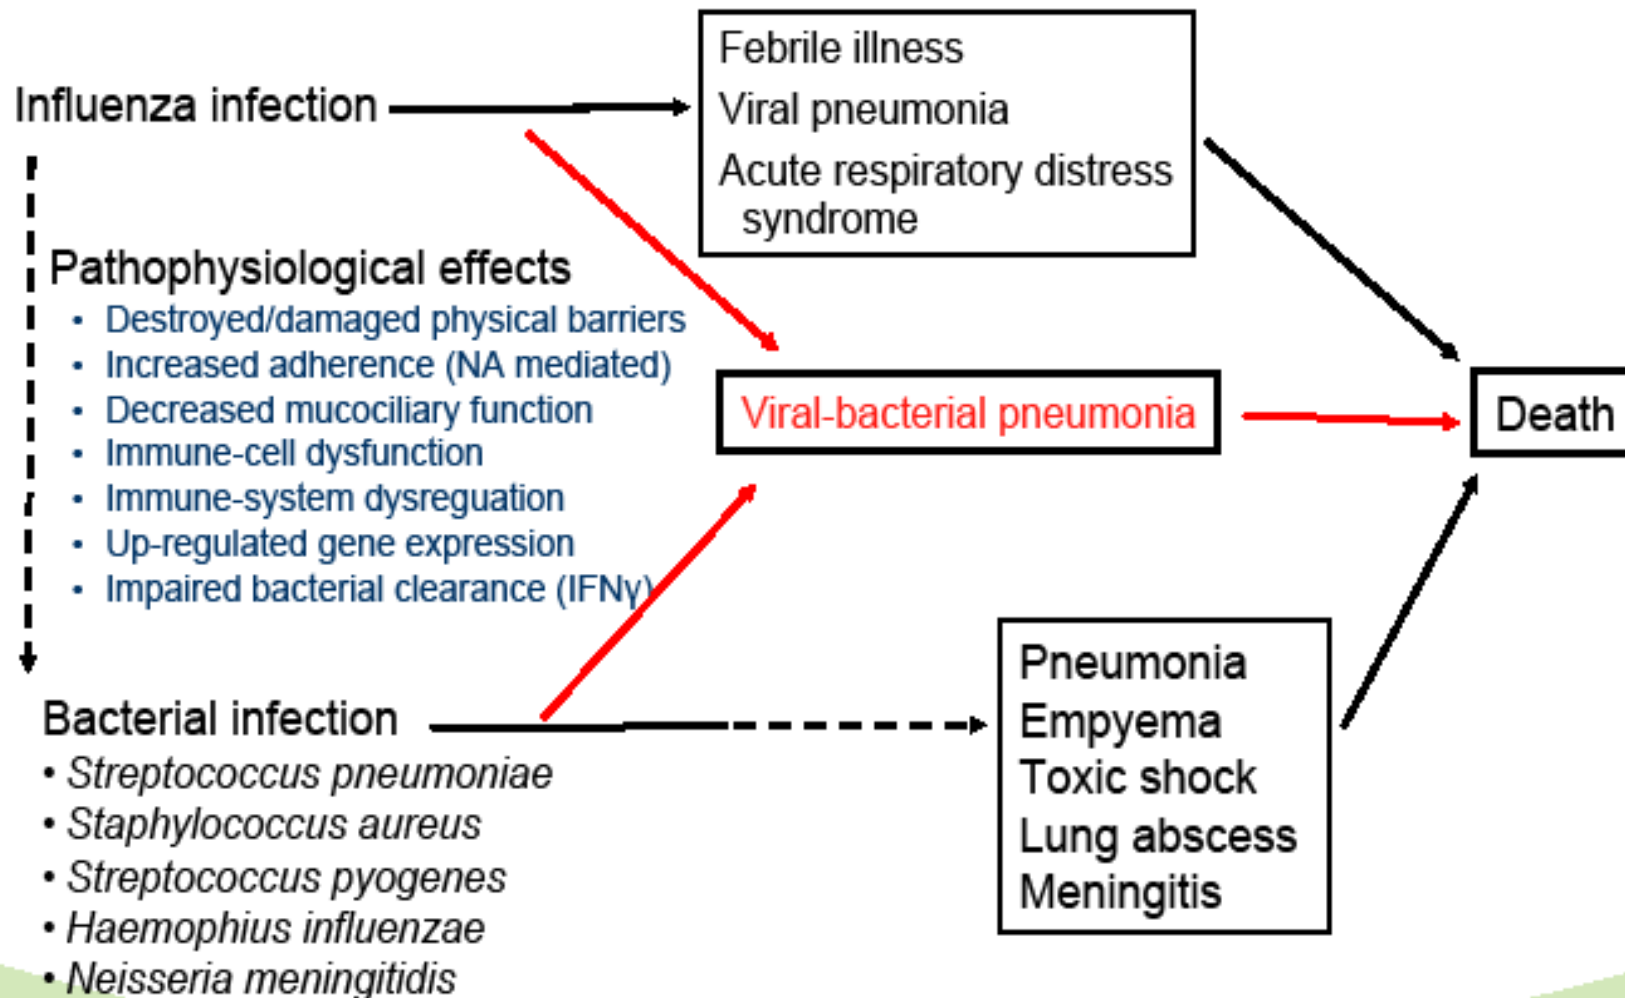 Influenza infection
Febrile illness
Viral pneumonia
Acute respiratory distress
syndrome
Pathophysiological effects
• Destroyed/damaged physical barriers
• Increased adherence (NA mediated)
• Decreased mucociliary function
• Immune-cell dysfunction
• Immune-system dysreguation
• Up-regulated gene expression
• Impaired bacterial clearance (IFNγ)
Viral-bacterial pneumonia
Death
Bacterial infection
• Streptococcus pneumoniae
• Staphylococcus aureus
• Streptococcus pyogenes
• Haemophius influenzae
• Neisseria meningitidis
Pneumonia
Empyema
Toxic shock
Lung abscess
Meningitis